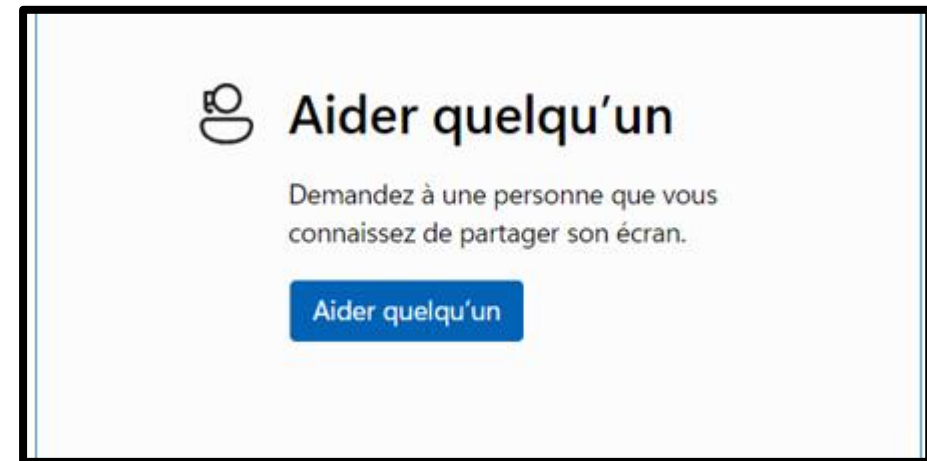 Aider quelqu’un
Demandez à une personne que vous
connaissez de partager son écran.
Aider quelqu’un